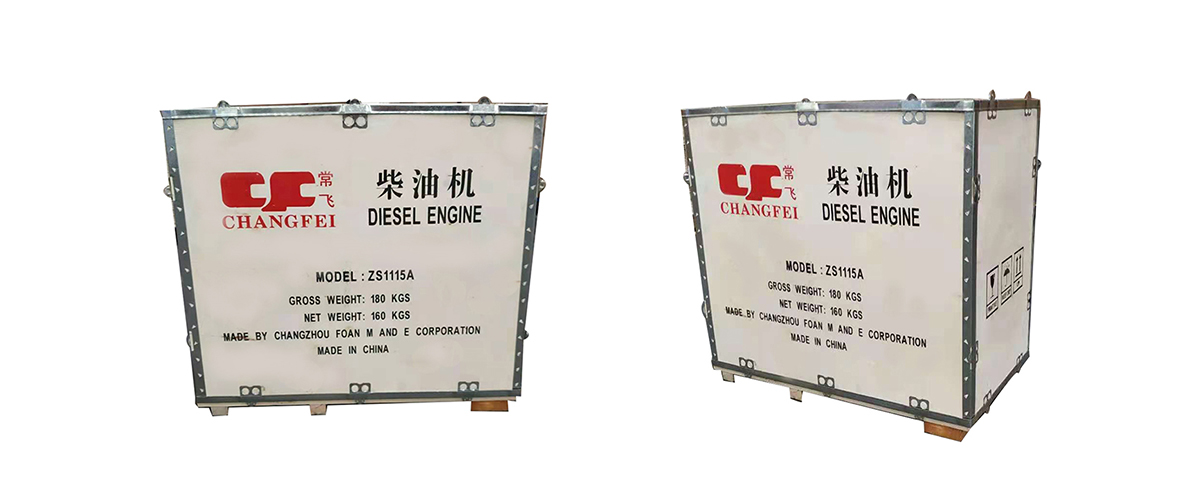 常飞
CHANGFEI
柴油机
DIESEL ENGINE
MODEL : ZS1115A
GROSS WEIGHT: 180 KGS
NET WEIGHT: 160 KGS
MADE BY CHANGZHOU FOAN M AND E CORPORATION
MADE IN CHINA
常飞
CHANGFEI
柴油机
DIESEL ENGINE
MODEL : ZS1115A
GROSS WEIGHT: 180 KGS
NET WEIGHT: 160 KGS
MADE BY CHANGZHOU FOAN M AND E CORPORATION
MADE IN CHINA